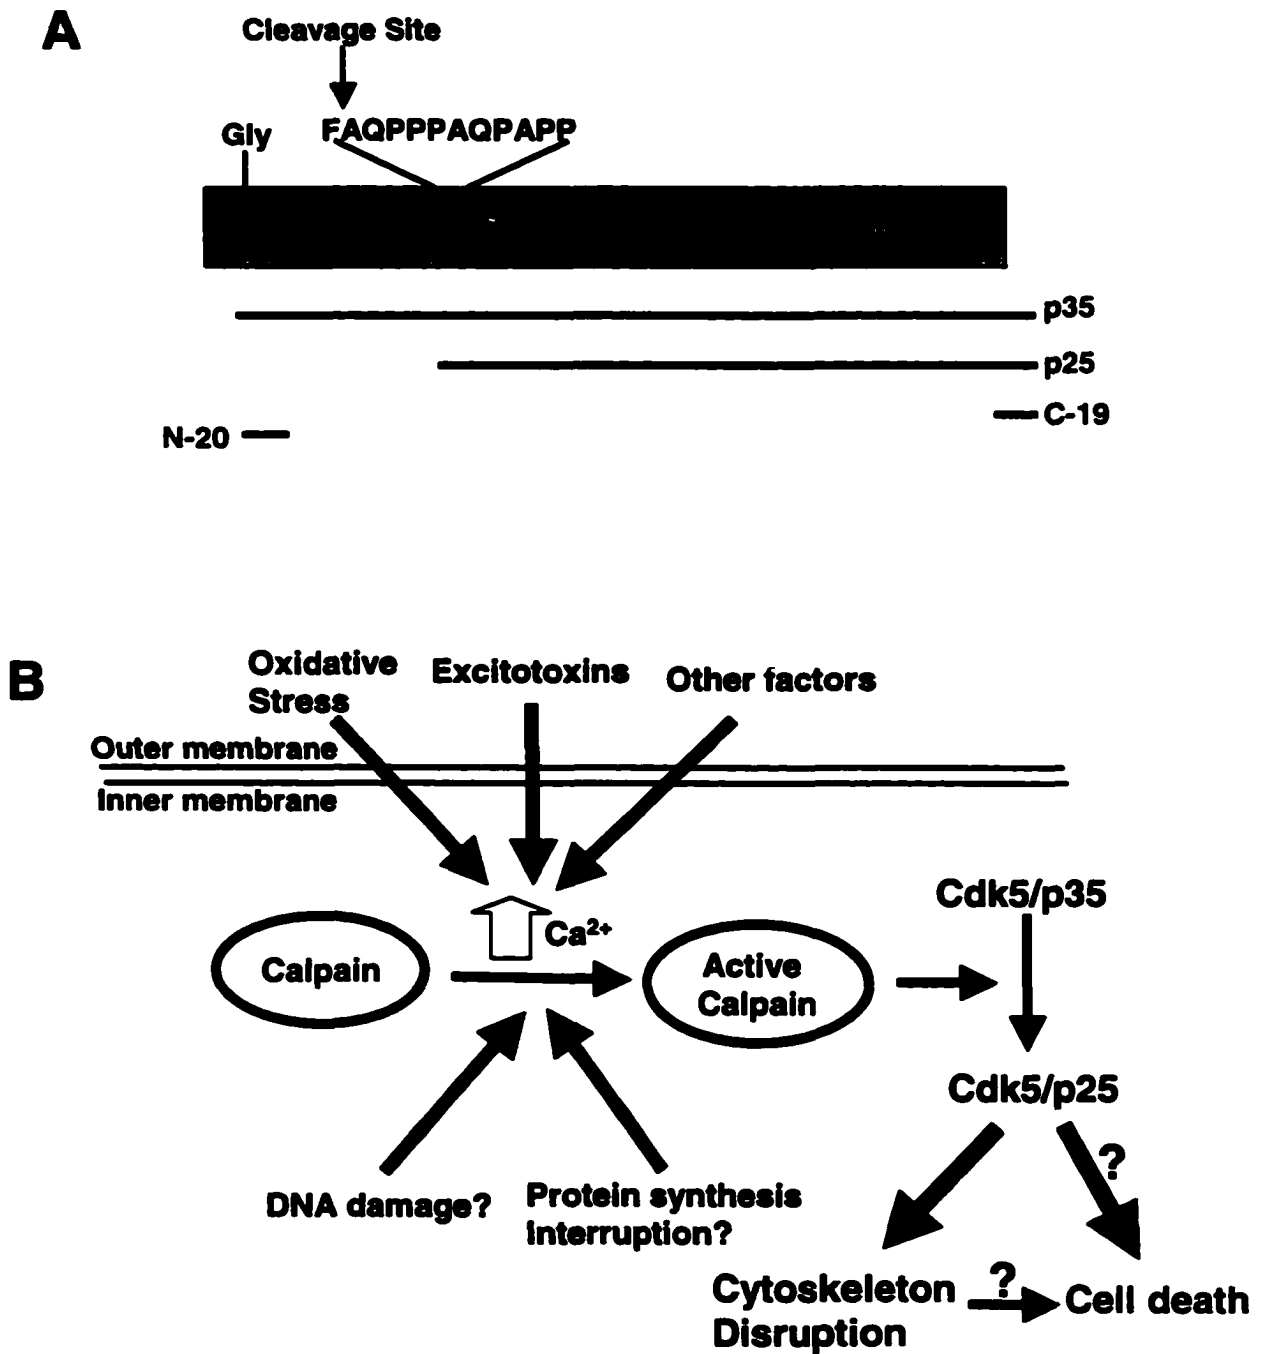 A
Cleavage Site
Gly
FAQPPPAQPAPP
p35
p25
C-19
N-20
B
Oxidative
Stress
Excitotoxins
Other factors
Outer membrane
Inner membrane
Ca²⁺
Calpain
Active
Calpain
Cdk5/p35
Cdk5/p25
?
DNA damage?
Protein synthesis
interruption?
Cytoskeleton
Disruption
?
Cell death